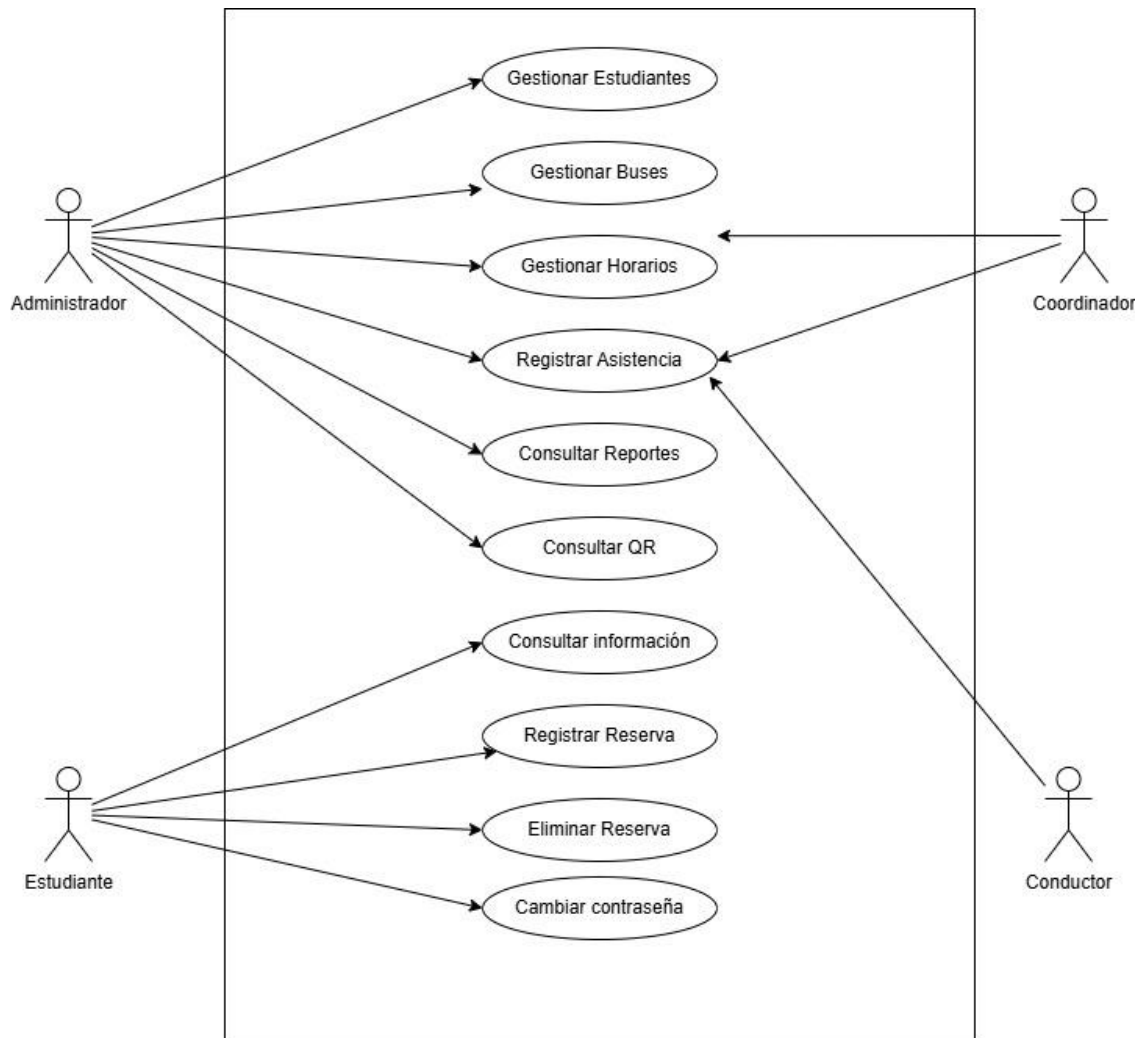 Gestionar Estudiantes
Gestionar Buses
Gestionar Horarios
Administrador
Coordinador
Registrar Asistencia
Consultar Reportes
Consultar QR
Consultar información
Registrar Reserva
Eliminar Reserva
Estudiante
Conductor
Cambiar contraseña